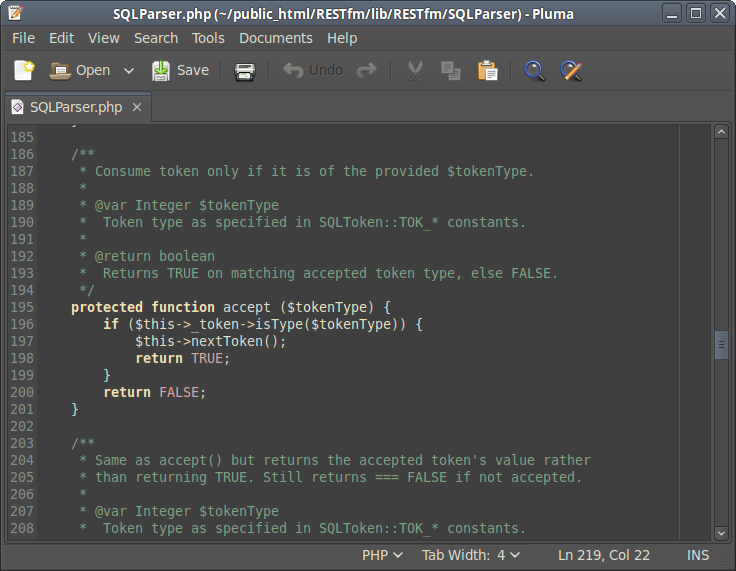 SQLParser.php (~/public_html/RESTfm/lib/RESTfm/SQLParser) - Pluma
File Edit View Search Tools Documents Help
Open Save Undo
SQLParser.php
185
186 /**
187 * Consume token only if it is of the provided $tokenType.
188 *
189 * @var Integer $tokenType
190 *  Token type as specified in SQLToken::TOK_* constants.
191 *
192 * @return boolean
193 *  Returns TRUE on matching accepted token type, else FALSE.
194 */
195 protected function accept ($tokenType) {
196 if ($this->_token->isType($tokenType)) {
197 $this->nextToken();
198 return TRUE;
199 }
200 return FALSE;
201 }
202
203 /**
204 * Same as accept() but returns the accepted token's value rather
205 * than returning TRUE. Still returns === FALSE if not accepted.
206 *
207 * @var Integer $tokenType
208 *  Token type as specified in SQLToken::TOK_* constants.
PHP Tab Width: 4 Ln 219, Col 22 INS